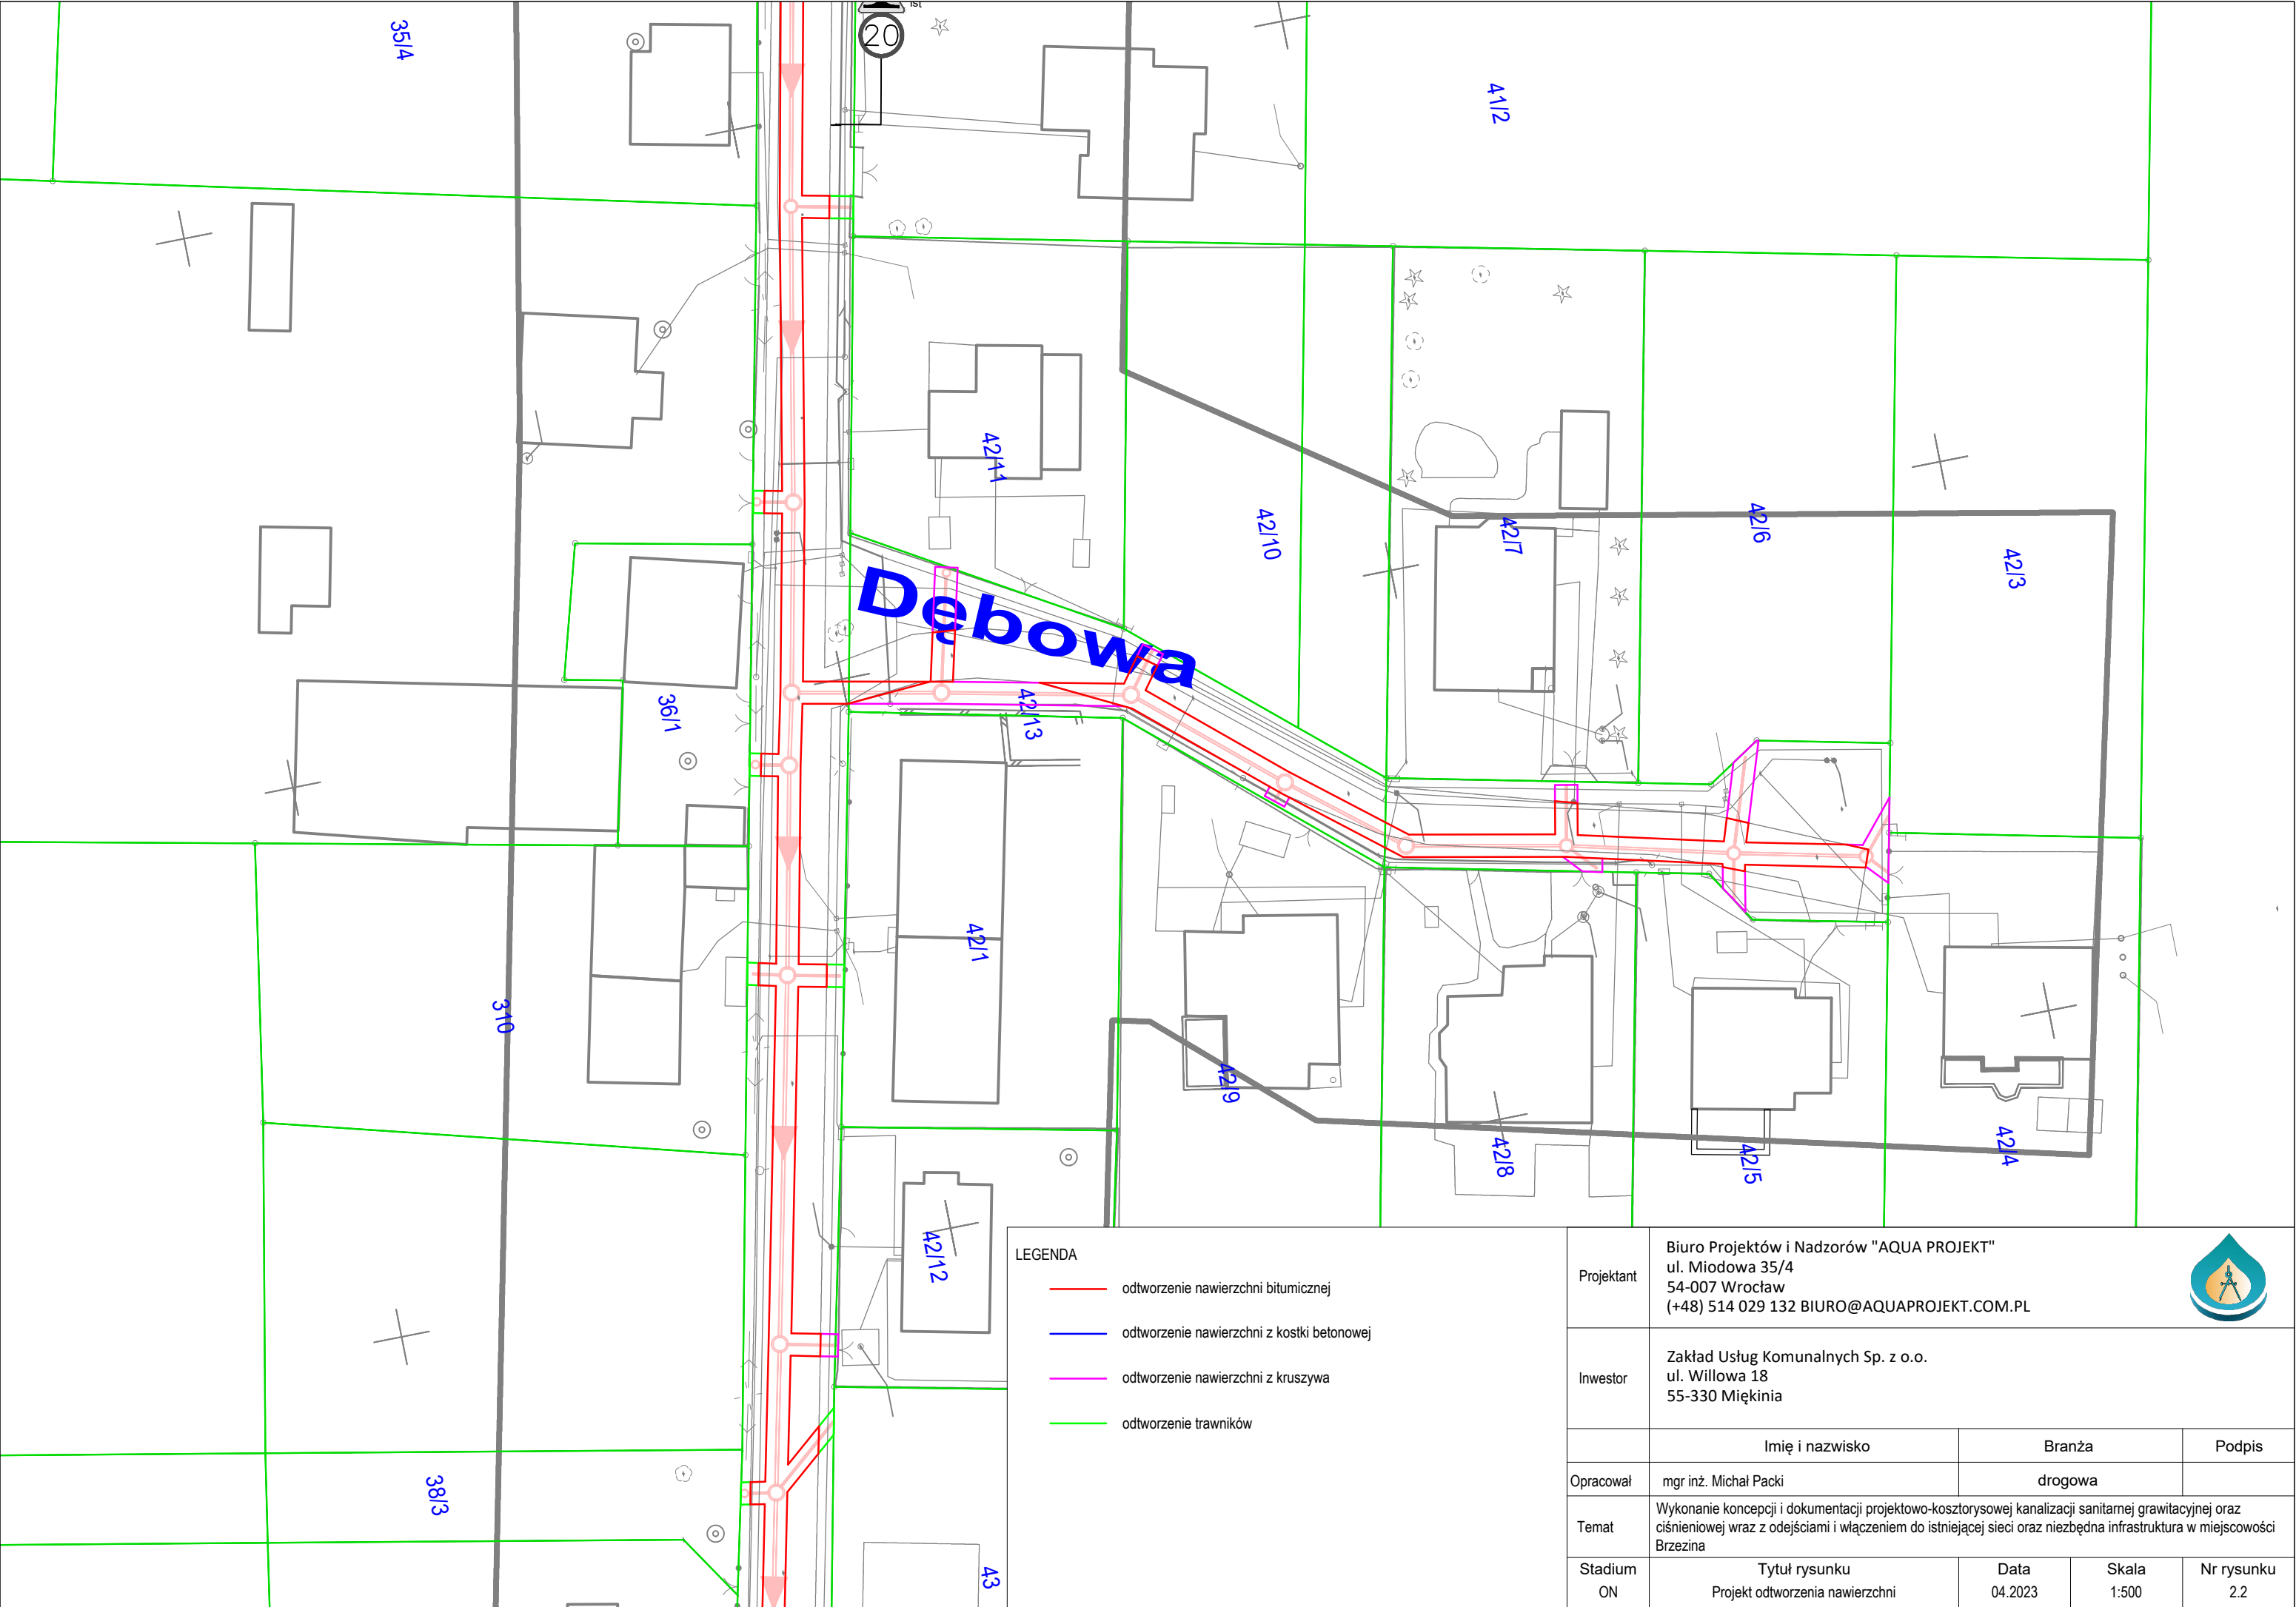 ist
20
35/4
41/2
42/11
42/10
42/7
42/6
42/3
Dębowa
36/1
42/13
42/1
310
42/9
42/8
42/5
42/4
42/12
38/3
43
LEGENDA
odtworzenie nawierzchni bitumicznej
odtworzenie nawierzchni z kostki betonowej
odtworzenie nawierzchni z kruszywa
odtworzenie trawników
Projektant
Biuro Projektów i Nadzorów "AQUA PROJEKT"
ul. Miodowa 35/4
54-007 Wrocław
(+48) 514 029 132 BIURO@AQUAPROJEKT.COM.PL
Inwestor
Zakład Usług Komunalnych Sp. z o.o.
ul. Willowa 18
55-330 Miękinia
Imię i nazwisko Branża Podpis
Opracował mgr inż. Michał Packi drogowa
Temat
Wykonanie koncepcji i dokumentacji projektowo-kosztorysowej kanalizacji sanitarnej grawitacyjnej oraz
ciśnieniowej wraz z odejściami i włączeniem do istniejącej sieci oraz niezbędna infrastruktura w miejscowości
Brzezina
Stadium Tytuł rysunku Data Skala Nr rysunku
ON Projekt odtworzenia nawierzchni 04.2023 1:500 2.2